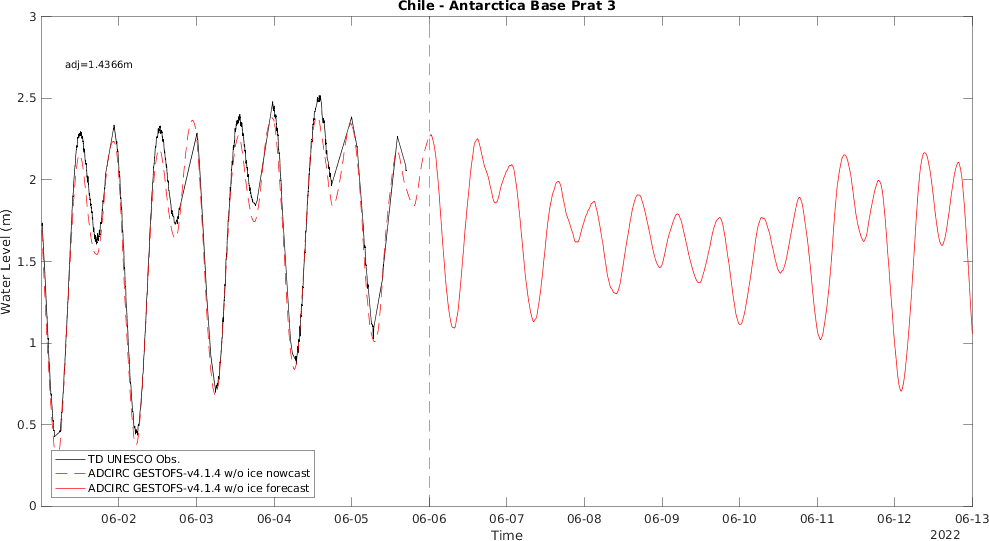 Chile - Antarctica Base Prat 3
3
adj=1.4366m
2.5
2
1.5
1
0.5
0
Water Level (m)
TD UNESCO Obs.
ADCIRC GESTOFS-v4.1.4 w/o ice nowcast
ADCIRC GESTOFS-v4.1.4 w/o ice forecast
06-02 06-03 06-04 06-05 06-06 06-07 06-08 06-09 06-10 06-11 06-12 06-13
Time
2022